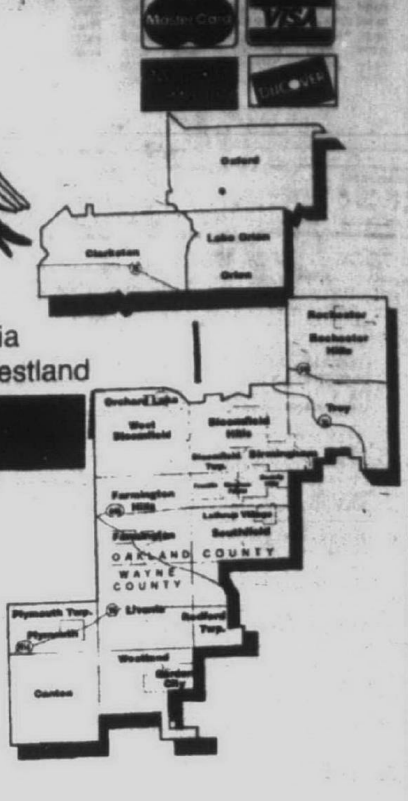 MasterCard
VISA
DISCOVER
Oxford
Clarkston
Lake Orion
Orion
ia
estland
Rochester
Rochester
Hills
Troy
Orchard Lake
West
Bloomfield
Bloomfield
Hills
Bloomfield
Twp.
Birmingham
Farmington
Hills
Lathrup Village
Southfield
Farmington
OAKLAND COUNTY
WAYNE
COUNTY
Plymouth Twp.
Plymouth
Livonia
Redford
Twp.
Westland
Garden
City
Canton